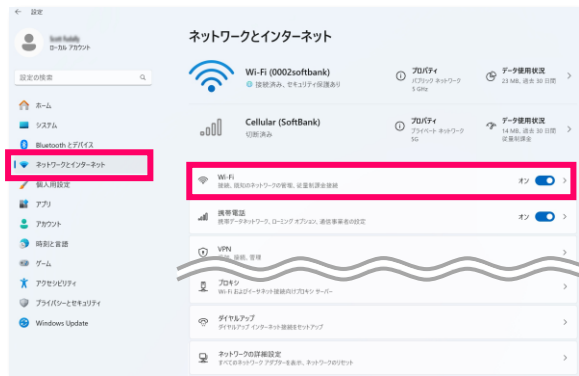 ← 設定
ローカル アカウント
設定の検索
ホーム
システム
Bluetooth とデバイス
ネットワークとインターネット
個人用設定
アプリ
アカウント
時刻と言語
ゲーム
アクセシビリティ
プライバシーとセキュリティ
Windows Update
ネットワークとインターネット
Wi-Fi (0002softbank)
接続済み、セキュリティ保護あり
プロパティ
パブリック ネットワーク
5 GHz
データ使用状況
23 MB, 過去 30 日間
Cellular (SoftBank)
切断済み
プロパティ
プライベート ネットワーク
5G
データ使用状況
14 MB, 過去 30 日間
従量制課金
Wi-Fi
接続、既知のネットワークの管理、従量制課金接続
オン
携帯電話
携帯データネットワーク、ローミング オプション、通信事業者の設定
オン
VPN
接続、管理
プロキシ
Wi-Fi およびイーサネット接続向けプロキシ サーバー
ダイヤルアップ
ダイヤルアップ インターネット接続をセットアップ
ネットワークの詳細設定
すべてのネットワーク アダプターを表示、ネットワークのリセット